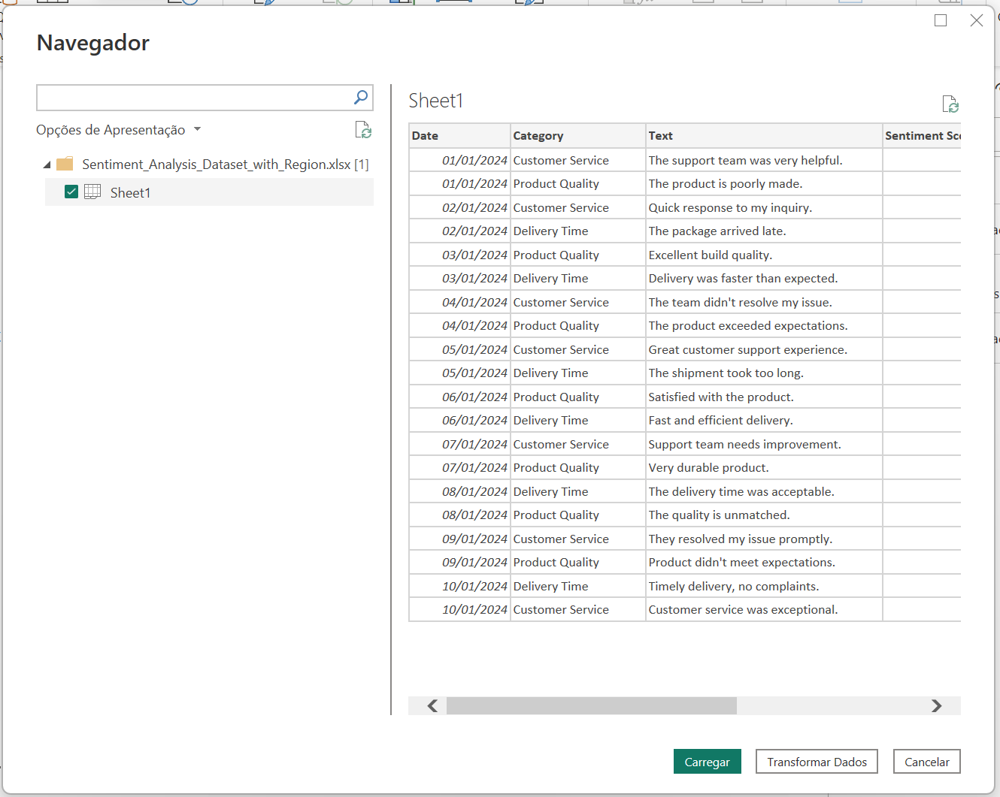 Navegador
Opções de Apresentação
Sentiment_Analysis_Dataset_with_Region.xlsx [1]
Sheet1
Sheet1
Date Category Text Sentiment Sc
01/01/2024 Customer Service The support team was very helpful.
01/01/2024 Product Quality The product is poorly made.
02/01/2024 Customer Service Quick response to my inquiry.
02/01/2024 Delivery Time The package arrived late.
03/01/2024 Product Quality Excellent build quality.
03/01/2024 Delivery Time Delivery was faster than expected.
04/01/2024 Customer Service The team didn't resolve my issue.
04/01/2024 Product Quality The product exceeded expectations.
05/01/2024 Customer Service Great customer support experience.
05/01/2024 Delivery Time The shipment took too long.
06/01/2024 Product Quality Satisfied with the product.
06/01/2024 Delivery Time Fast and efficient delivery.
07/01/2024 Customer Service Support team needs improvement.
07/01/2024 Product Quality Very durable product.
08/01/2024 Delivery Time The delivery time was acceptable.
08/01/2024 Product Quality The quality is unmatched.
09/01/2024 Customer Service They resolved my issue promptly.
09/01/2024 Product Quality Product didn't meet expectations.
10/01/2024 Delivery Time Timely delivery, no complaints.
10/01/2024 Customer Service Customer service was exceptional.
Carregar Transformar Dados Cancelar